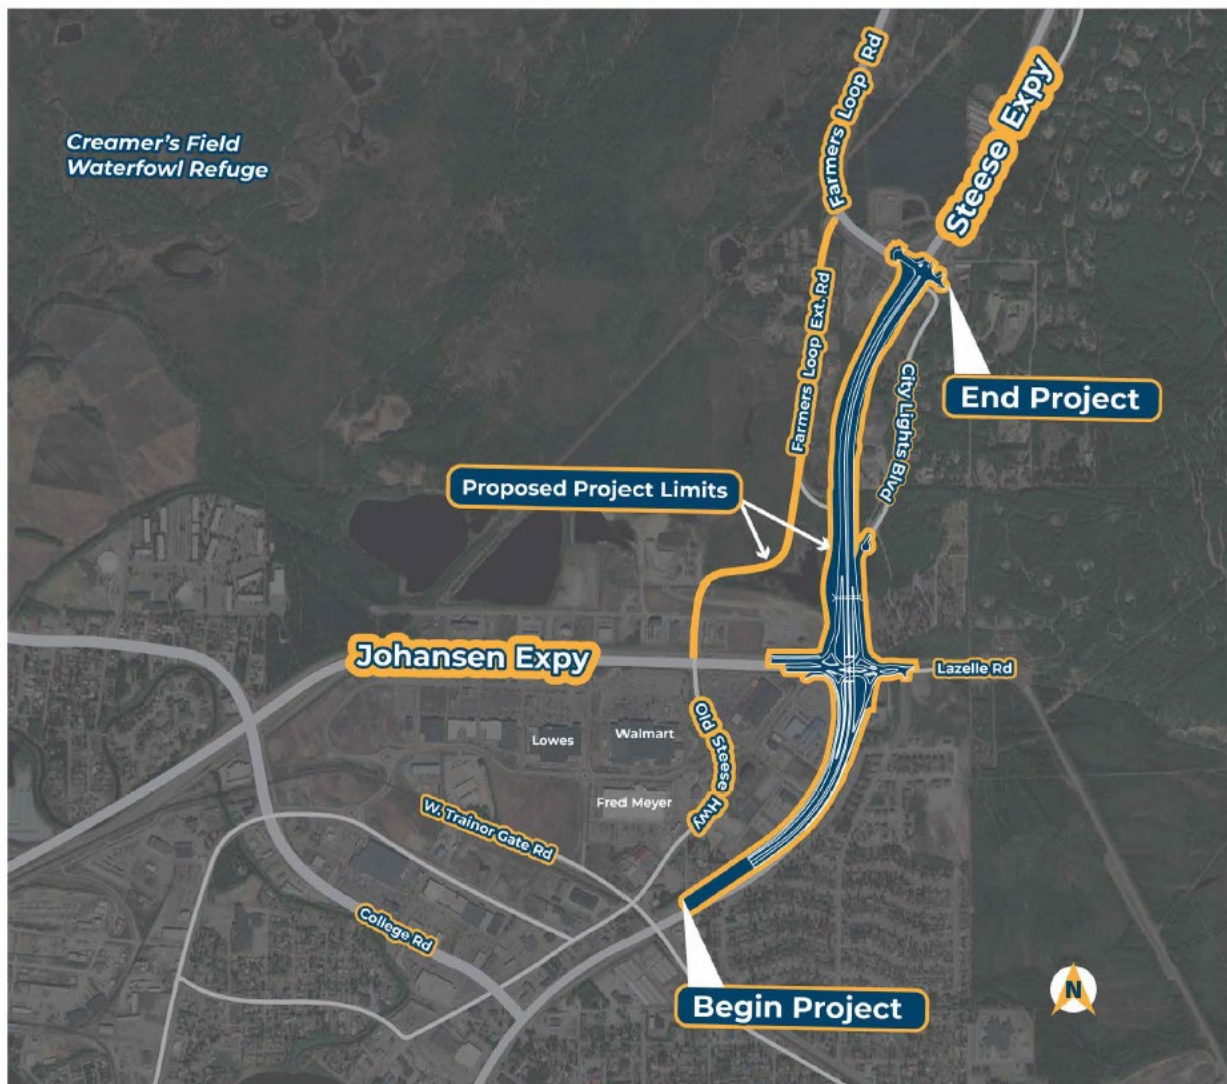 Farmers Loop Rd
Steese Expy
Creamer's Field
Waterfowl Refuge
Farmers Loop Ext. Rd
City Lights Blvd
End Project
Proposed Project Limits
Johansen Expy
Lazelle Rd
Old Steese Hwy
Lowes
Walmart
Fred Meyer
W. Trainor Gate Rd
College Rd
Begin Project
N